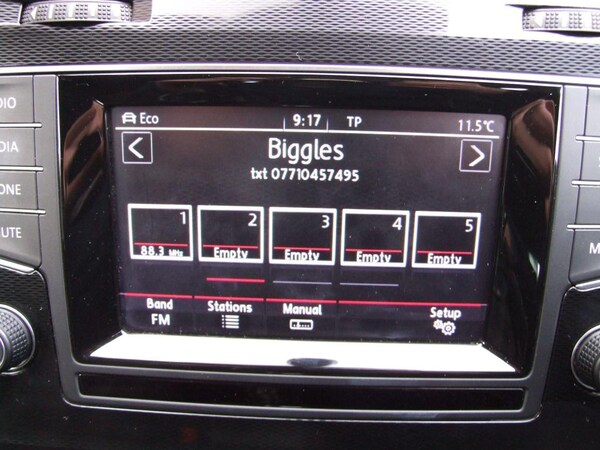 Eco 9:17 TP 11.5°C
< Biggles >
txt 07710457495
1 2 3 4 5
88.3 MHz Empty Empty Empty Empty
Band Stations Manual Setup
FM